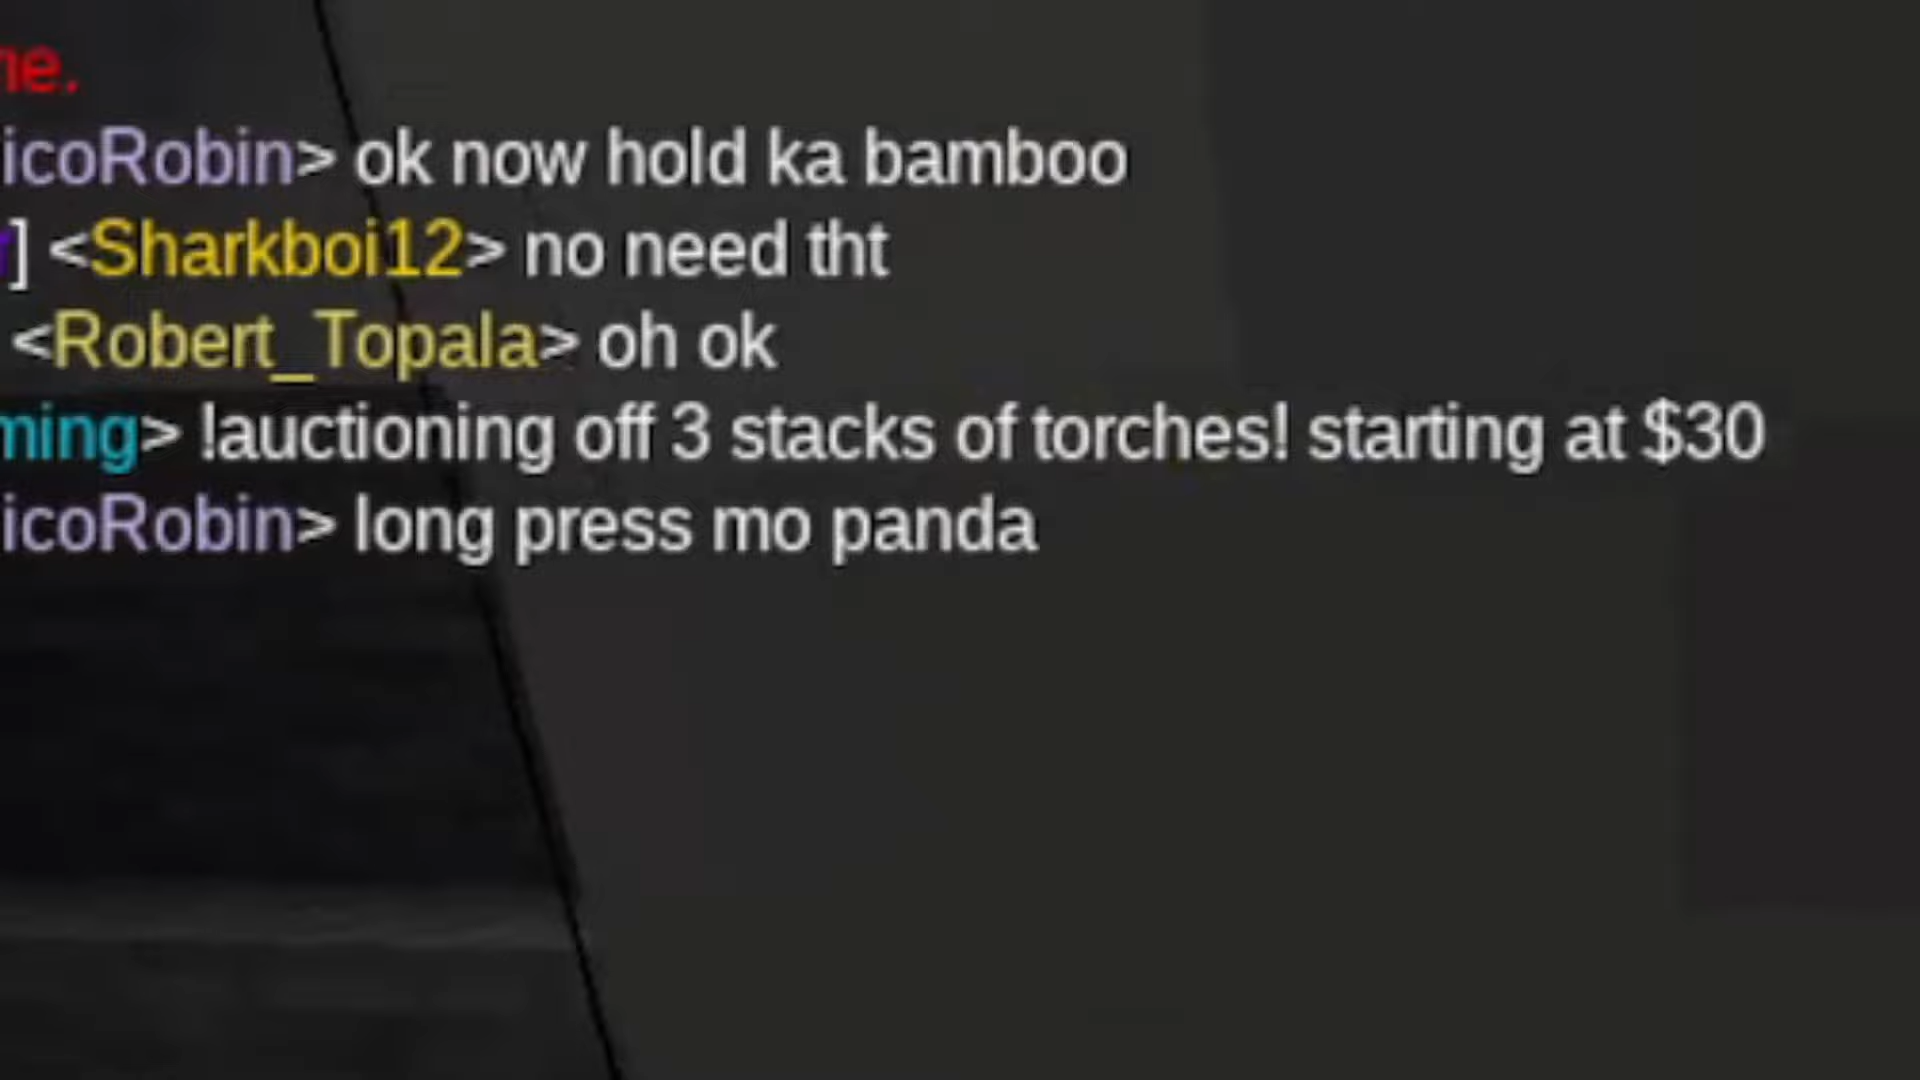 ne.
icoRobin> ok now hold ka bamboo
r] <Sharkboi12> no need tht
<Robert_Topala> oh ok
ming> !auctioning off 3 stacks of torches! starting at $30
icoRobin> long press mo panda